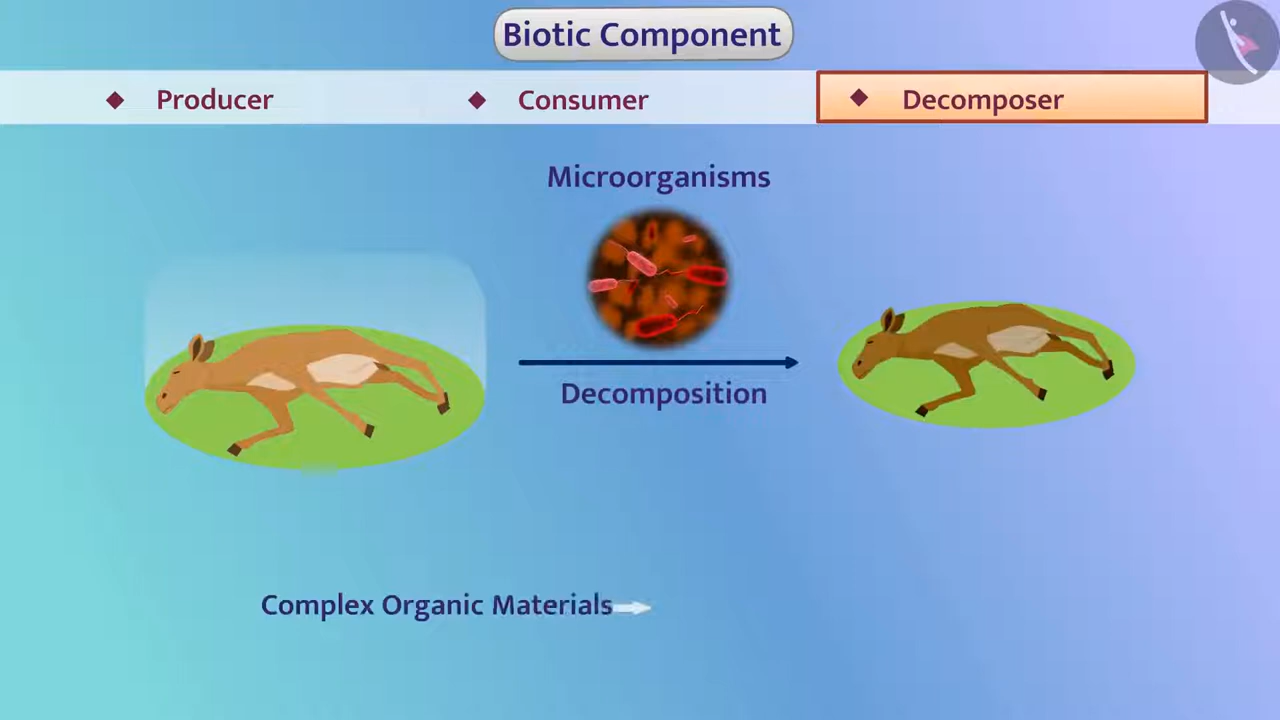 Biotic Component
◆ Producer
◆ Consumer
◆ Decomposer
Microorganisms
Decomposition
Complex Organic Materials